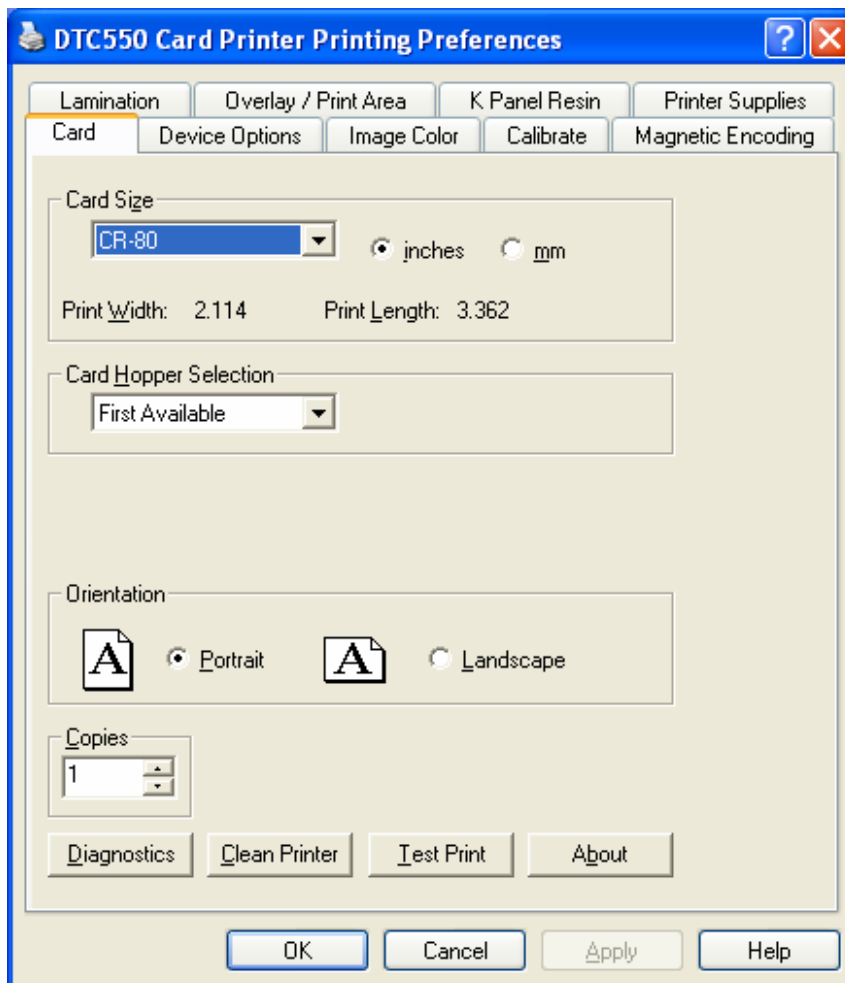 DTC550 Card Printer Printing Preferences
Lamination Overlay / Print Area K Panel Resin Printer Supplies
Card Device Options Image Color Calibrate Magnetic Encoding
Card Size
CR-80 inches mm
Print Width: 2.114 Print Length: 3.362
Card Hopper Selection
First Available
Orientation
A Portrait A Landscape
Copies
1
Diagnostics Clean Printer Test Print About
OK Cancel Apply Help